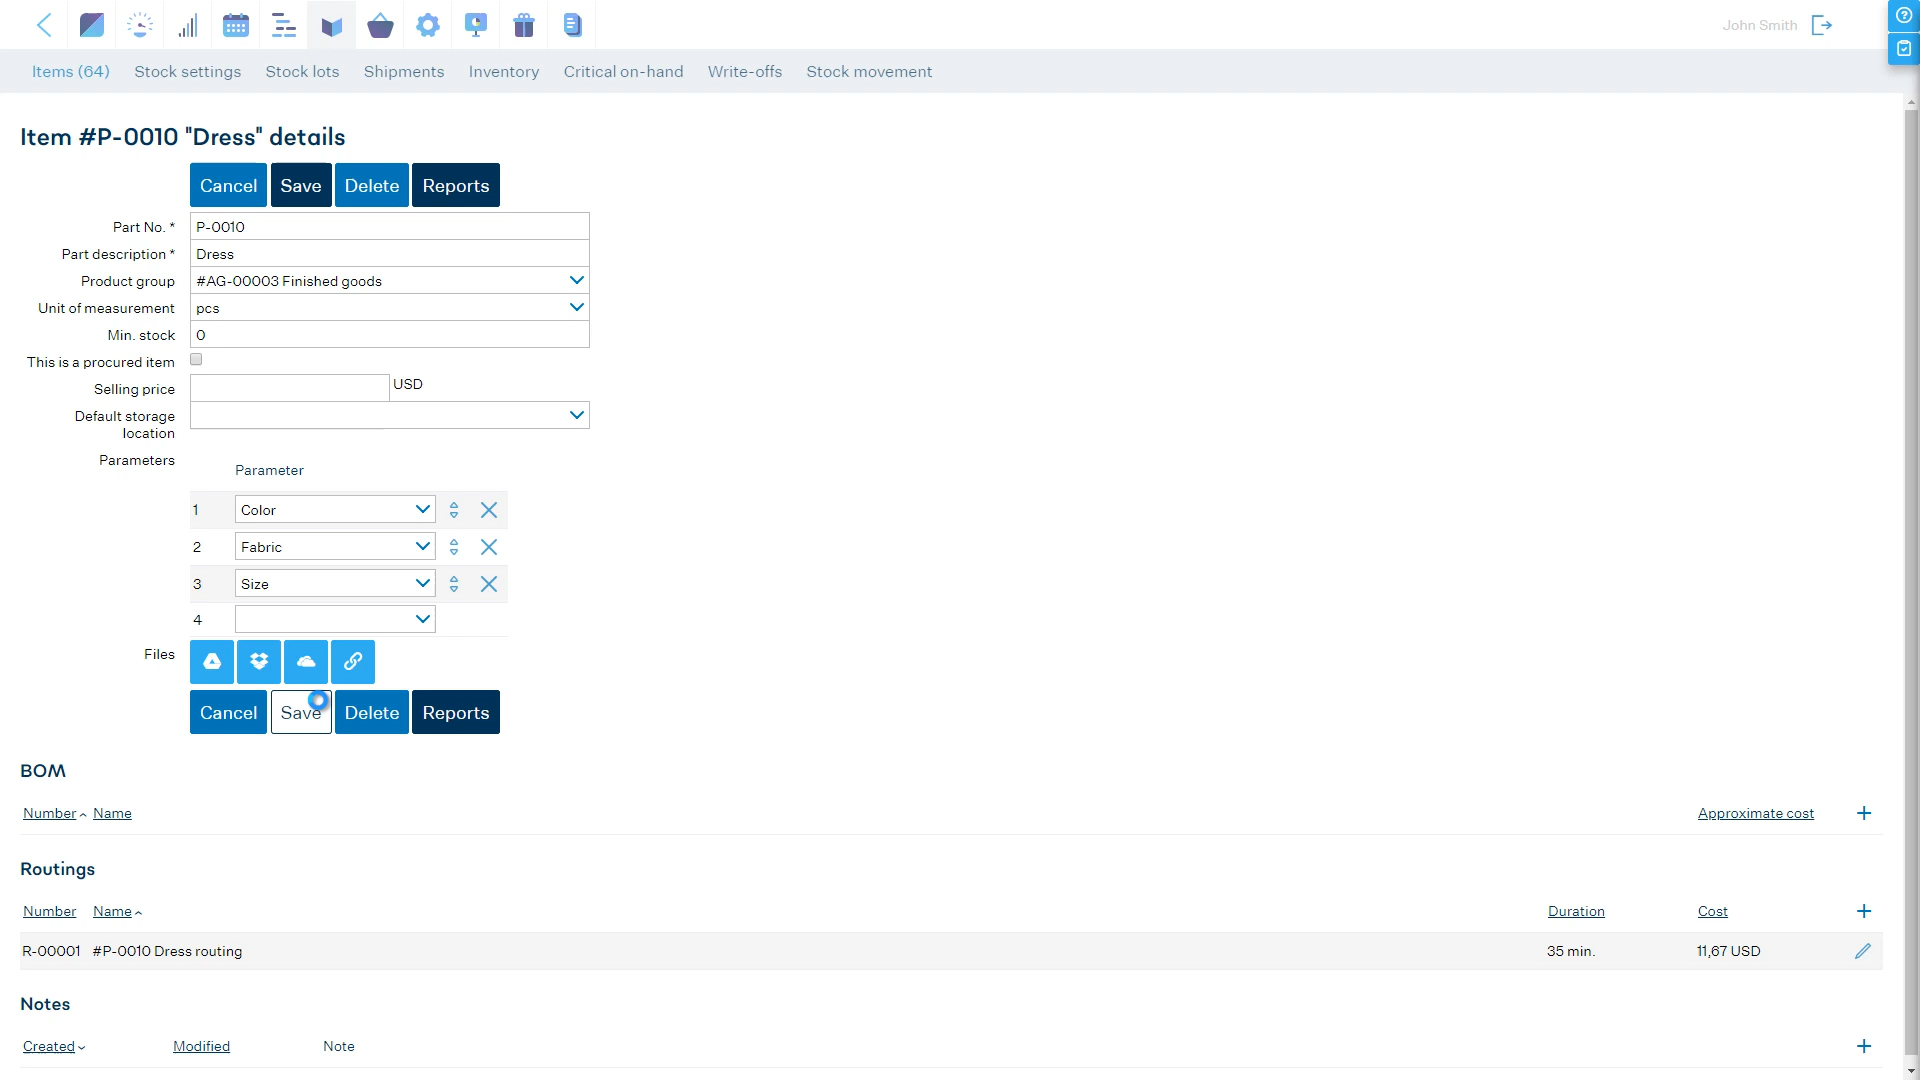 John Smith
Items (64) Stock settings Stock lots Shipments Inventory Critical on-hand Write-offs Stock movement
Item #P-0010 "Dress" details
Cancel Save Delete Reports
Part No. * P-0010
Part description * Dress
Product group #AG-00003 Finished goods
Unit of measurement pcs
Min. stock 0
This is a procured item
Selling price USD
Default storage
location
Parameters
Parameter
1 Color
2 Fabric
3 Size
4
Files
Cancel Save Delete Reports
BOM
Number Name Approximate cost
Routings
Number Name Duration Cost
R-00001 #P-0010 Dress routing 35 min. 11,67 USD
Notes
Created Modified Note